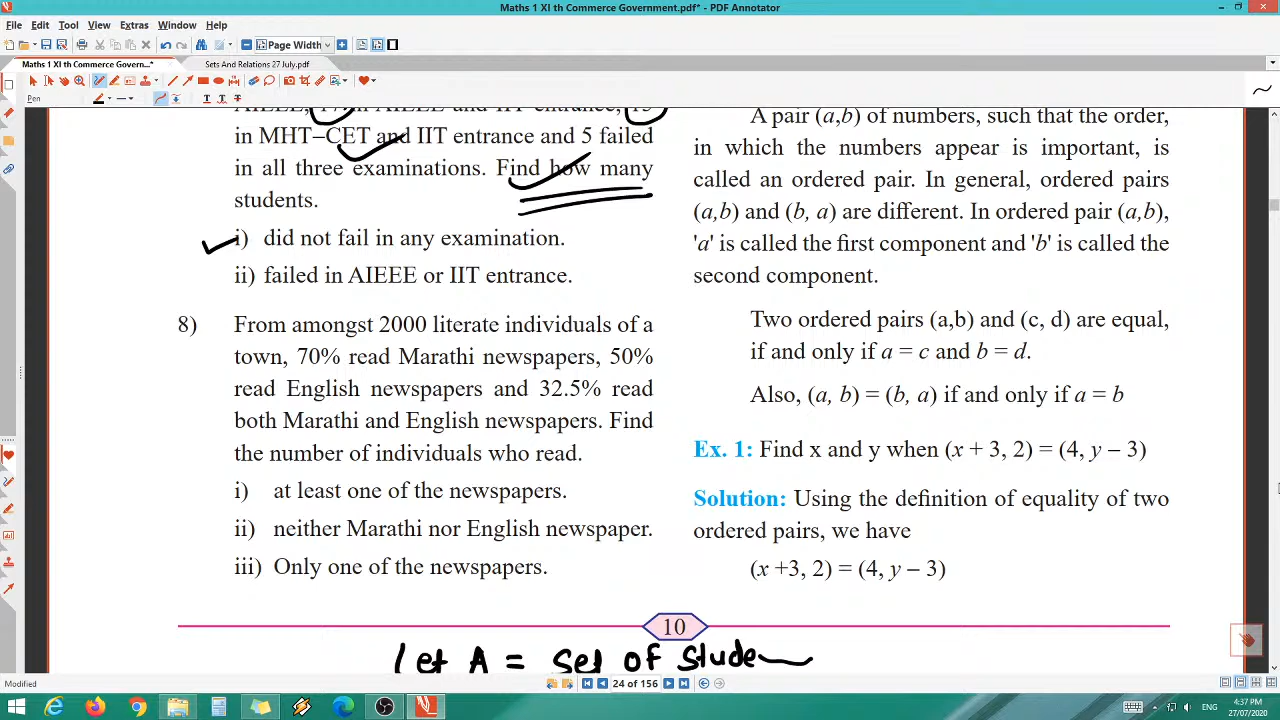 Maths 1 XI th Commerce Government.pdf* - PDF Annotator
File Edit Tool View Extras Window Help
Page Width
Maths 1 XI th Commerce Govern...* Sets And Relations 27 July.pdf
Pen
AIEEE, 17 in AIEEE and IIT entrance, 15
in MHT–CET and IIT entrance and 5 failed
in all three examinations. Find how many
students.
i) did not fail in any examination.
ii) failed in AIEEE or IIT entrance.
8) From amongst 2000 literate individuals of a
town, 70% read Marathi newspapers, 50%
read English newspapers and 32.5% read
both Marathi and English newspapers. Find
the number of individuals who read.
i) at least one of the newspapers.
ii) neither Marathi nor English newspaper.
iii) Only one of the newspapers.
A pair (a,b) of numbers, such that the order,
in which the numbers appear is important, is
called an ordered pair. In general, ordered pairs
(a,b) and (b, a) are different. In ordered pair (a,b),
'a' is called the first component and 'b' is called the
second component.
Two ordered pairs (a,b) and (c, d) are equal,
if and only if a = c and b = d.
Also, (a, b) = (b, a) if and only if a = b
Ex. 1: Find x and y when (x + 3, 2) = (4, y – 3)
Solution: Using the definition of equality of two
ordered pairs, we have
(x +3, 2) = (4, y – 3)
10
Let A = Set of stude
Modified
24 of 156
ENG
4:37 PM
27/07/2020